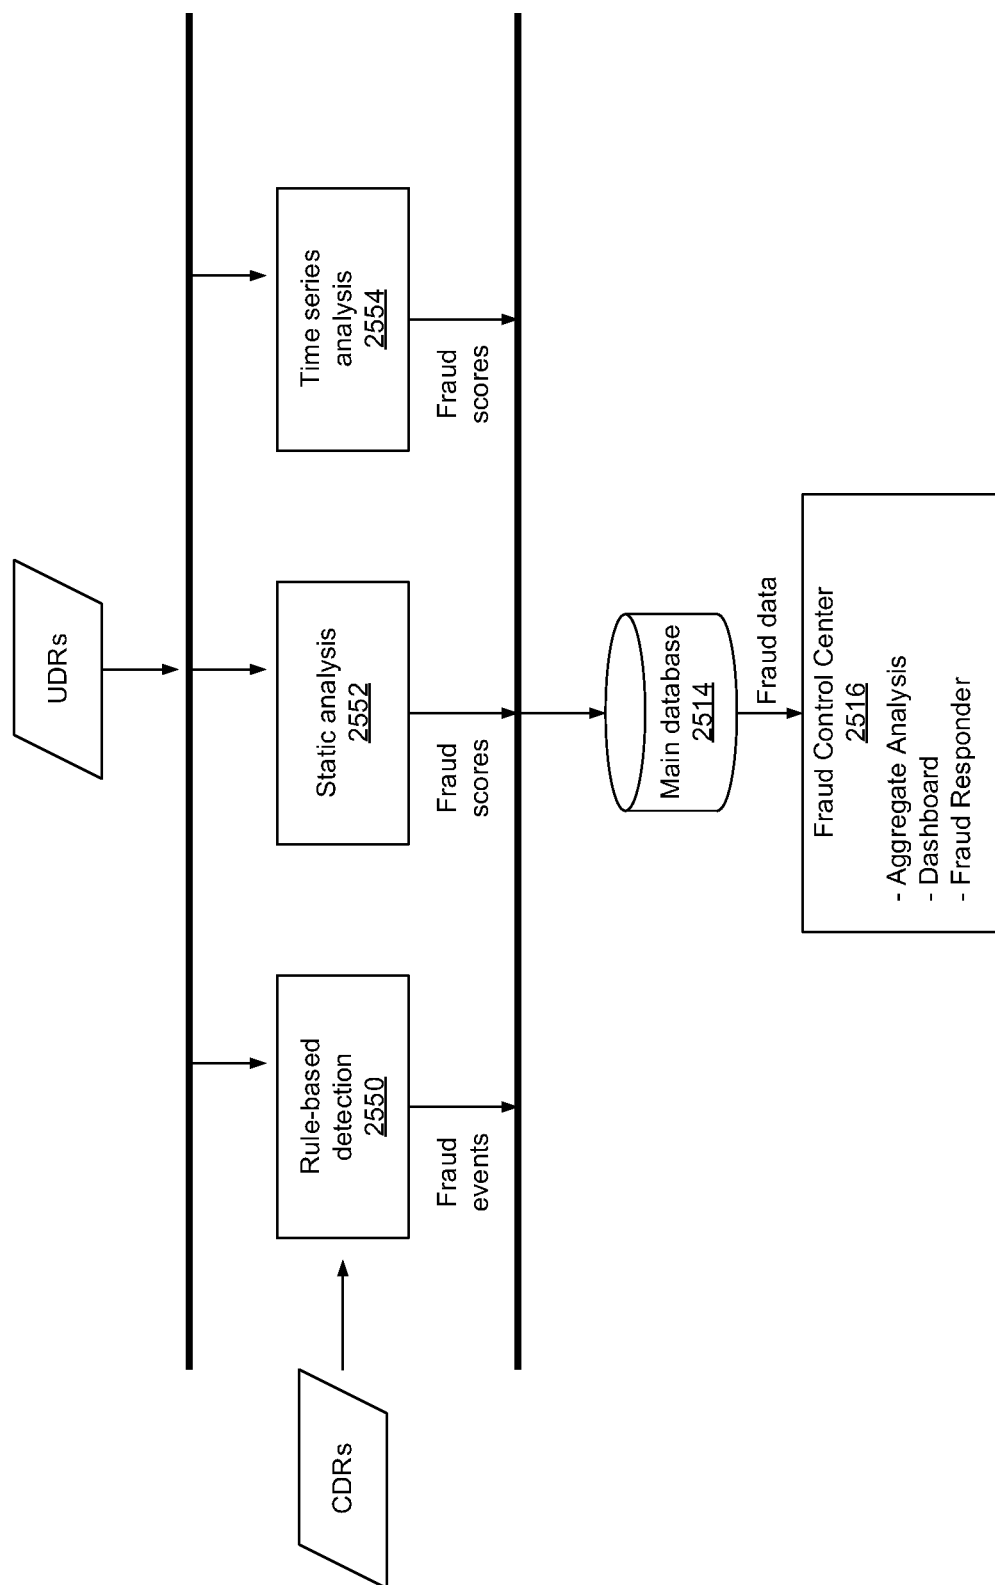 UDRs
CDRs
Rule-based
detection
2550
Static analysis
2552
Time series
analysis
2554
Fraud
events
Fraud
scores
Fraud
scores
Main database
2514
Fraud data
Fraud Control Center
2516
- Aggregate Analysis
- Dashboard
- Fraud Responder